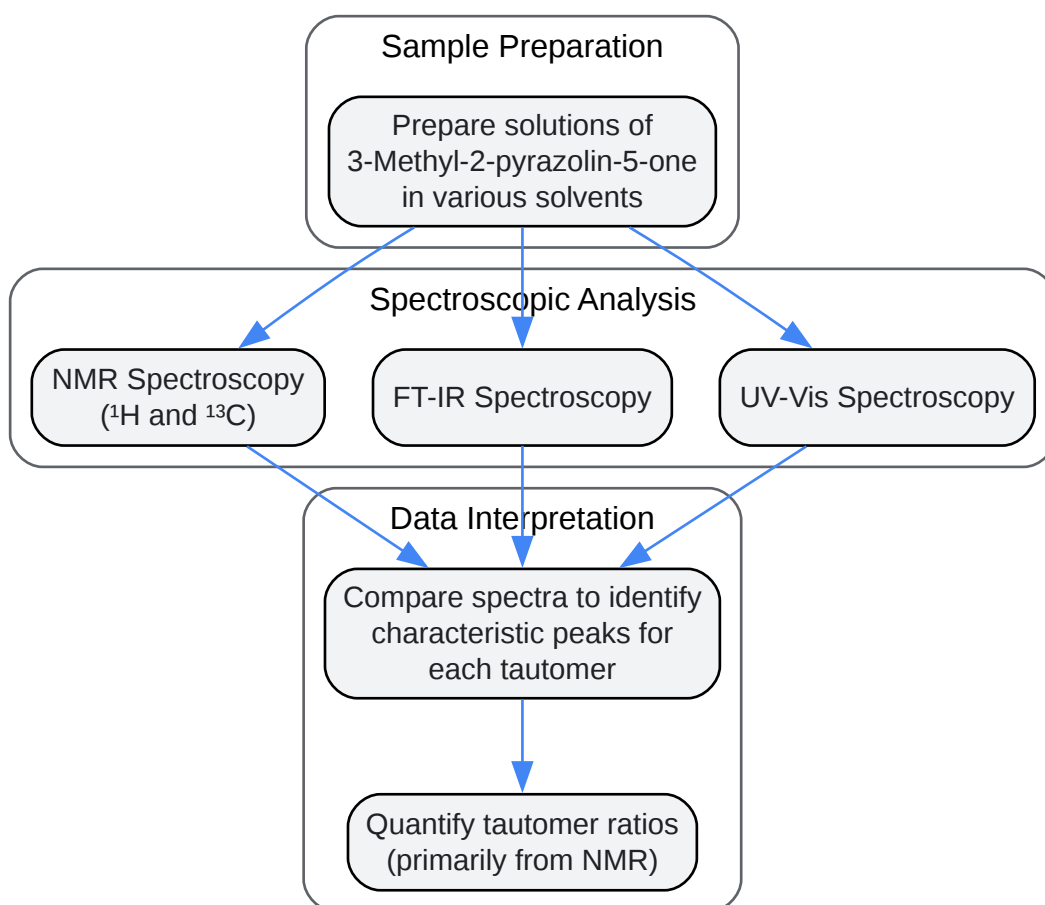 Sample Preparation
Prepare solutions of
3-Methyl-2-pyrazolin-5-one
in various solvents
Spectroscopic Analysis
NMR Spectroscopy
(¹H and ¹³C)
FT-IR Spectroscopy
UV-Vis Spectroscopy
Data Interpretation
Compare spectra to identify
characteristic peaks for
each tautomer
Quantify tautomer ratios
(primarily from NMR)